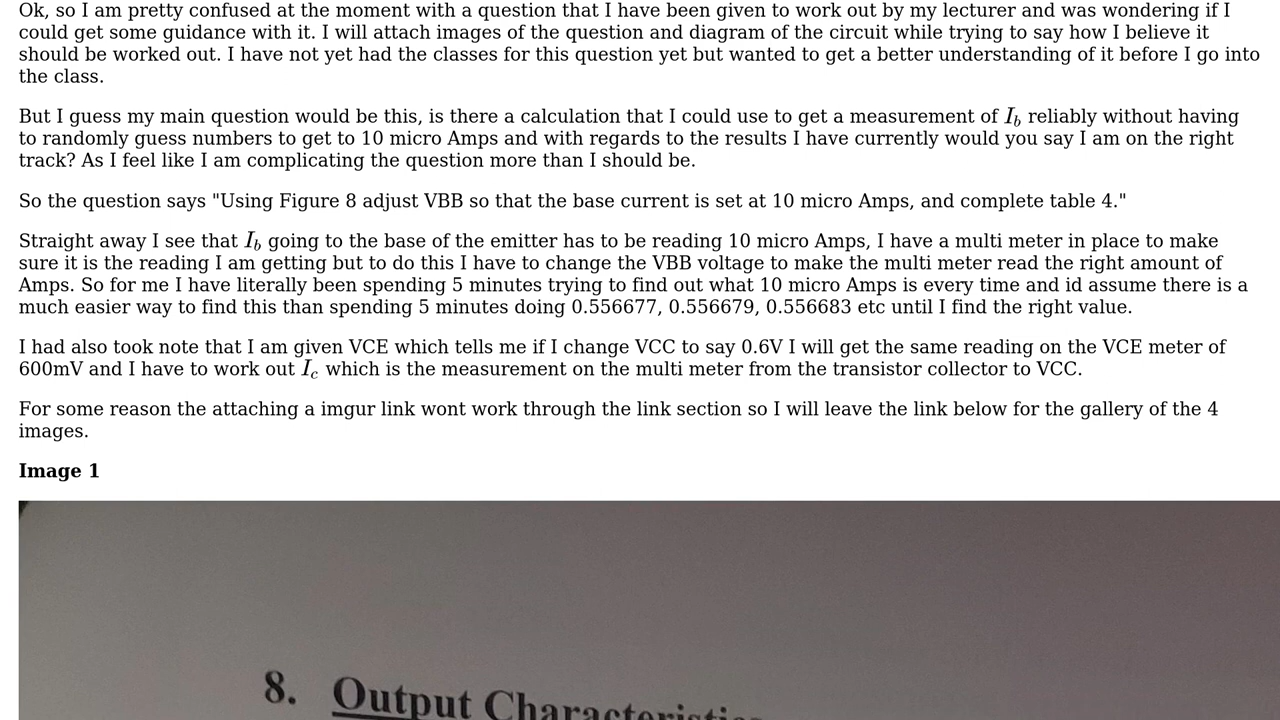 Ok, so I am pretty confused at the moment with a question that I have been given to work out by my lecturer and was wondering if I
could get some guidance with it. I will attach images of the question and diagram of the circuit while trying to say how I believe it
should be worked out. I have not yet had the classes for this question yet but wanted to get a better understanding of it before I go into
the class.
But I guess my main question would be this, is there a calculation that I could use to get a measurement of I_b reliably without having
to randomly guess numbers to get to 10 micro Amps and with regards to the results I have currently would you say I am on the right
track? As I feel like I am complicating the question more than I should be.
So the question says "Using Figure 8 adjust VBB so that the base current is set at 10 micro Amps, and complete table 4."
Straight away I see that I_b going to the base of the emitter has to be reading 10 micro Amps, I have a multi meter in place to make
sure it is the reading I am getting but to do this I have to change the VBB voltage to make the multi meter read the right amount of
Amps. So for me I have literally been spending 5 minutes trying to find out what 10 micro Amps is every time and id assume there is a
much easier way to find this than spending 5 minutes doing 0.556677, 0.556679, 0.556683 etc until I find the right value.
I had also took note that I am given VCE which tells me if I change VCC to say 0.6V I will get the same reading on the VCE meter of
600mV and I have to work out I_c which is the measurement on the multi meter from the transistor collector to VCC.
For some reason the attaching a imgur link wont work through the link section so I will leave the link below for the gallery of the 4
images.
Image 1
8. Output Characteristic